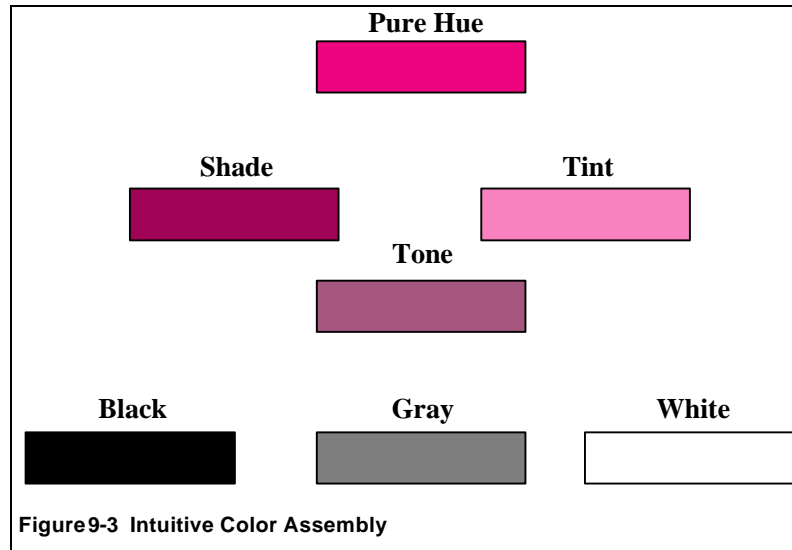 Pure Hue
Shade Tint
Tone
Black Gray White
Figure 9-3 Intuitive Color Assembly